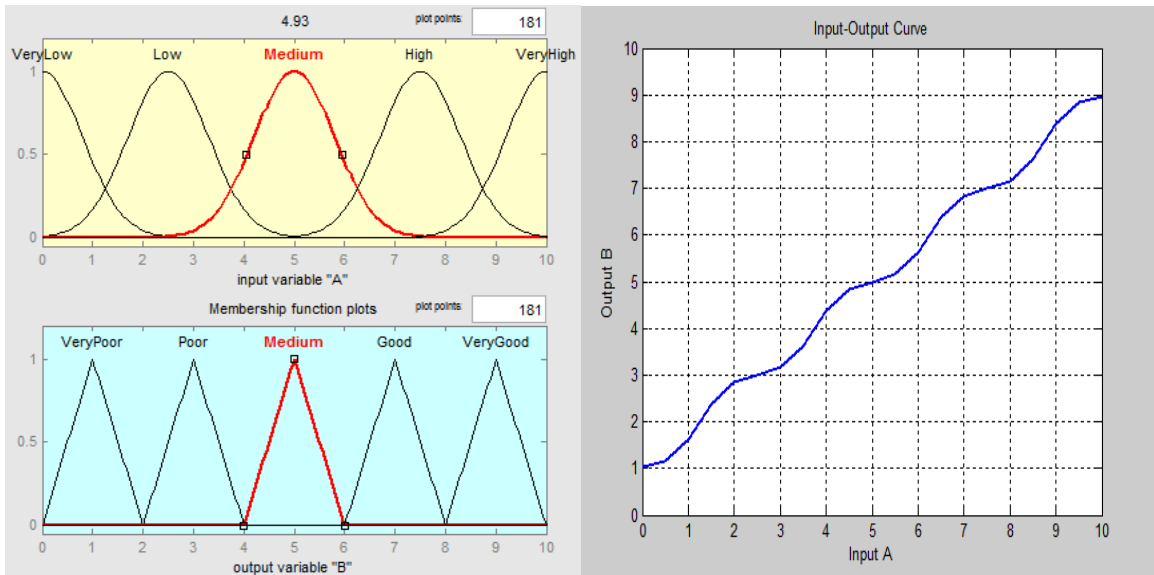 4.93 plot points: 181
VeryLow Low Medium High VeryHigh
1
0.5
0
0 1 2 3 4 5 6 7 8 9 10
input variable "A"
Membership function plots plot points: 181
VeryPoor Poor Medium Good VeryGood
1
0.5
0
0 1 2 3 4 5 6 7 8 9 10
output variable "B"
Input-Output Curve
10
9
8
7
6
5
4
3
2
1
0
Output B
0 1 2 3 4 5 6 7 8 9 10
Input A